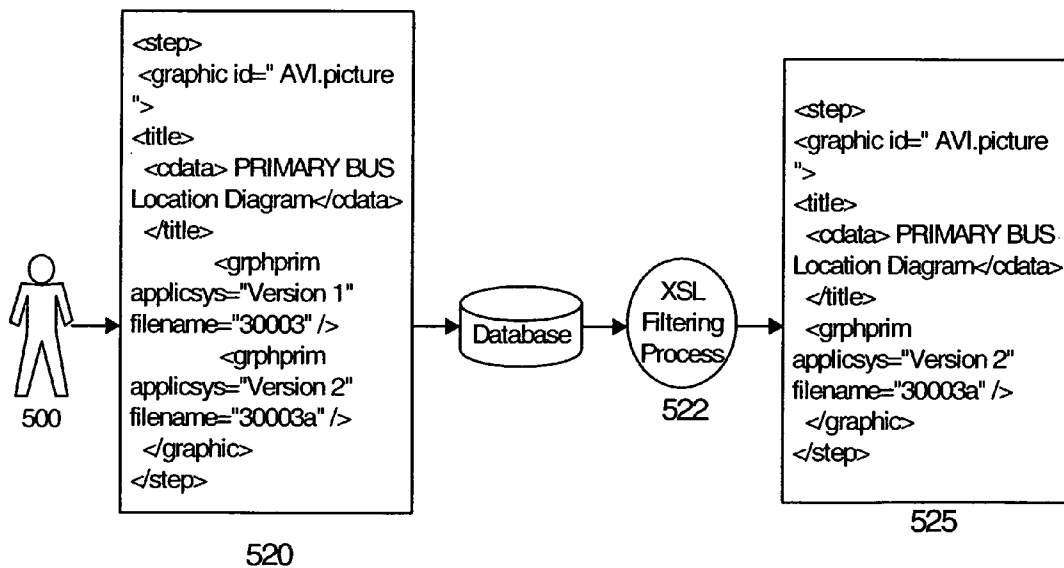 <step>
<graphic id=" AVI.picture
">
<title>
<cdata> PRIMARY BUS
Location Diagram</cdata>
</title>
<grphprim
applicsys="Version 1"
filename="30003" />
<grphprim
applicsys="Version 2"
filename="30003a" />
</graphic>
</step>
500
520
Database
XSL
Filtering
Process
522
<step>
<graphic id=" AVI.picture
">
<title>
<cdata> PRIMARY BUS
Location Diagram</cdata>
</title>
<grphprim
applicsys="Version 2"
filename="30003a" />
</graphic>
</step>
525